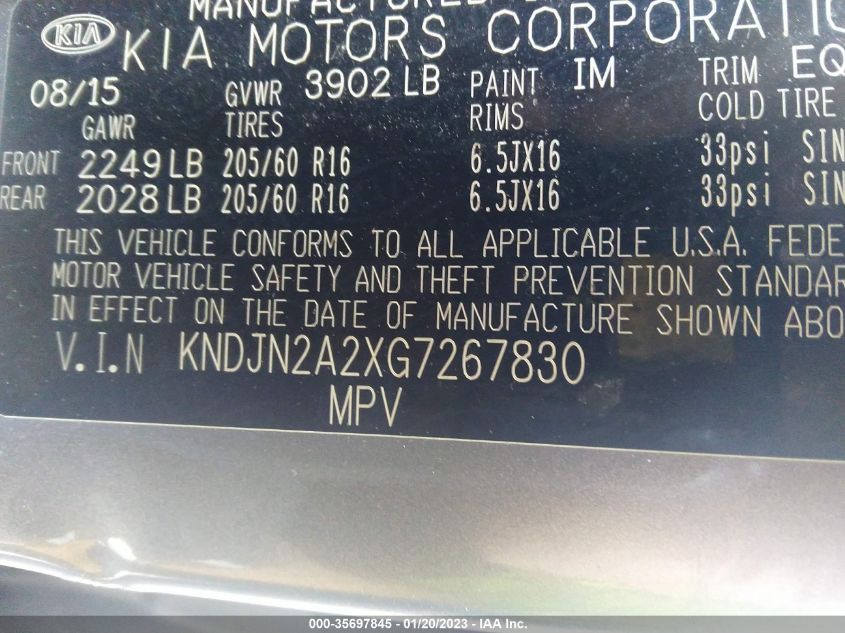 MANUFACTURED
KIA KIA MOTORS CORPORATIO
08/15 GVWR 3902 LB PAINT IM TRIM EQ
GAWR TIRES RIMS COLD TIRE
FRONT 2249 LB 205/60 R16 6.5JX16 33psi SIN
REAR 2028 LB 205/60 R16 6.5JX16 33psi SIN
THIS VEHICLE CONFORMS TO ALL APPLICABLE U.S.A. FEDE
MOTOR VEHICLE SAFETY AND THEFT PREVENTION STANDAR
IN EFFECT ON THE DATE OF MANUFACTURE SHOWN ABO
V.I.N KNDJN2A2XG7267830
MPV
000-35697845 - 01/20/2023 - IAA Inc.